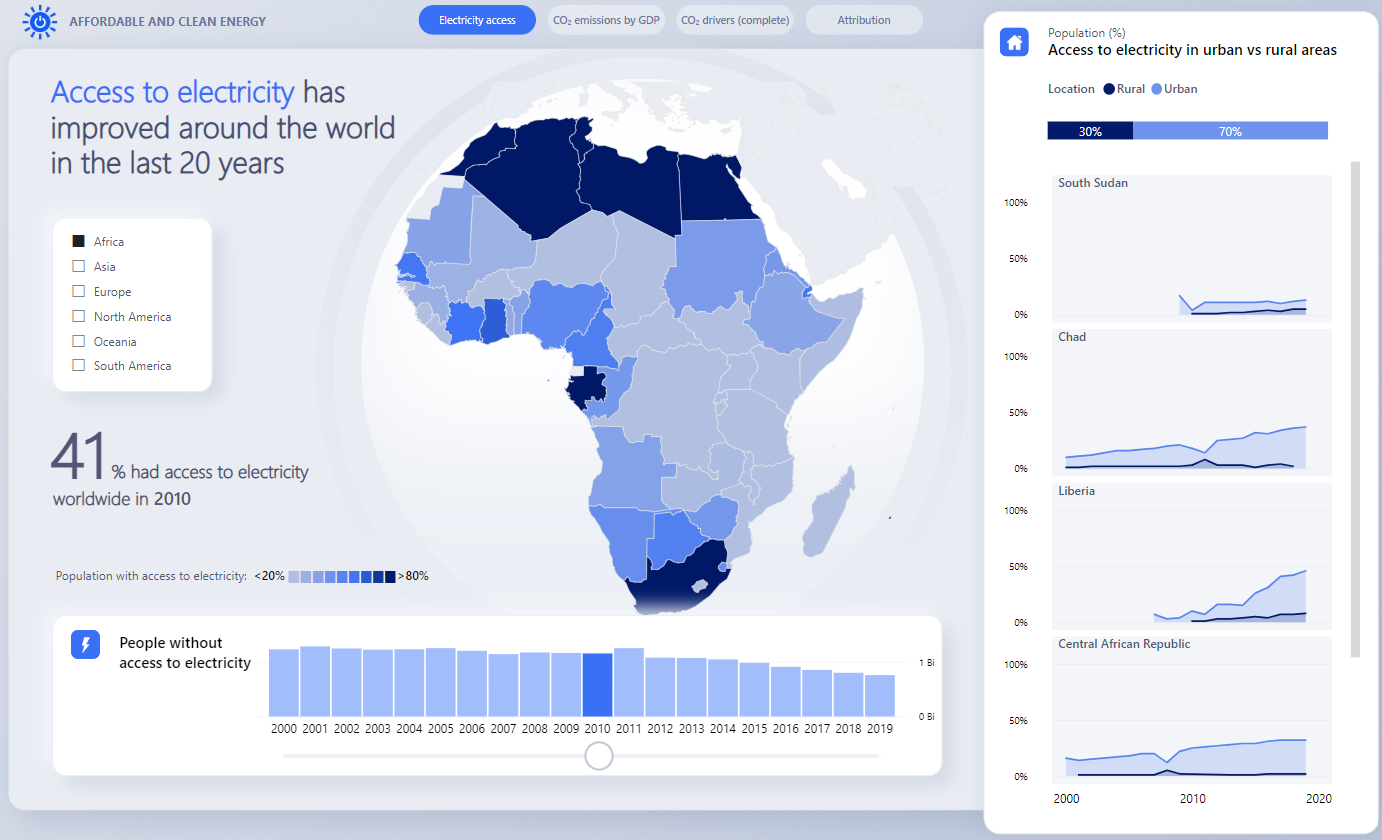 AFFORDABLE AND CLEAN ENERGY
Electricity access
CO₂ emissions by GDP
CO₂ drivers (complete)
Attribution
Access to electricity has
improved around the world
in the last 20 years
Africa
Asia
Europe
North America
Oceania
South America
41% had access to electricity
worldwide in 2010
Population with access to electricity: <20% >80%
People without
access to electricity
1 Bi
0 Bi
2000 2001 2002 2003 2004 2005 2006 2007 2008 2009 2010 2011 2012 2013 2014 2015 2016 2017 2018 2019
Population (%)
Access to electricity in urban vs rural areas
Location Rural Urban
30% 70%
South Sudan
100%
50%
0%
Chad
100%
50%
0%
Liberia
100%
50%
0%
Central African Republic
100%
50%
0%
2000 2010 2020